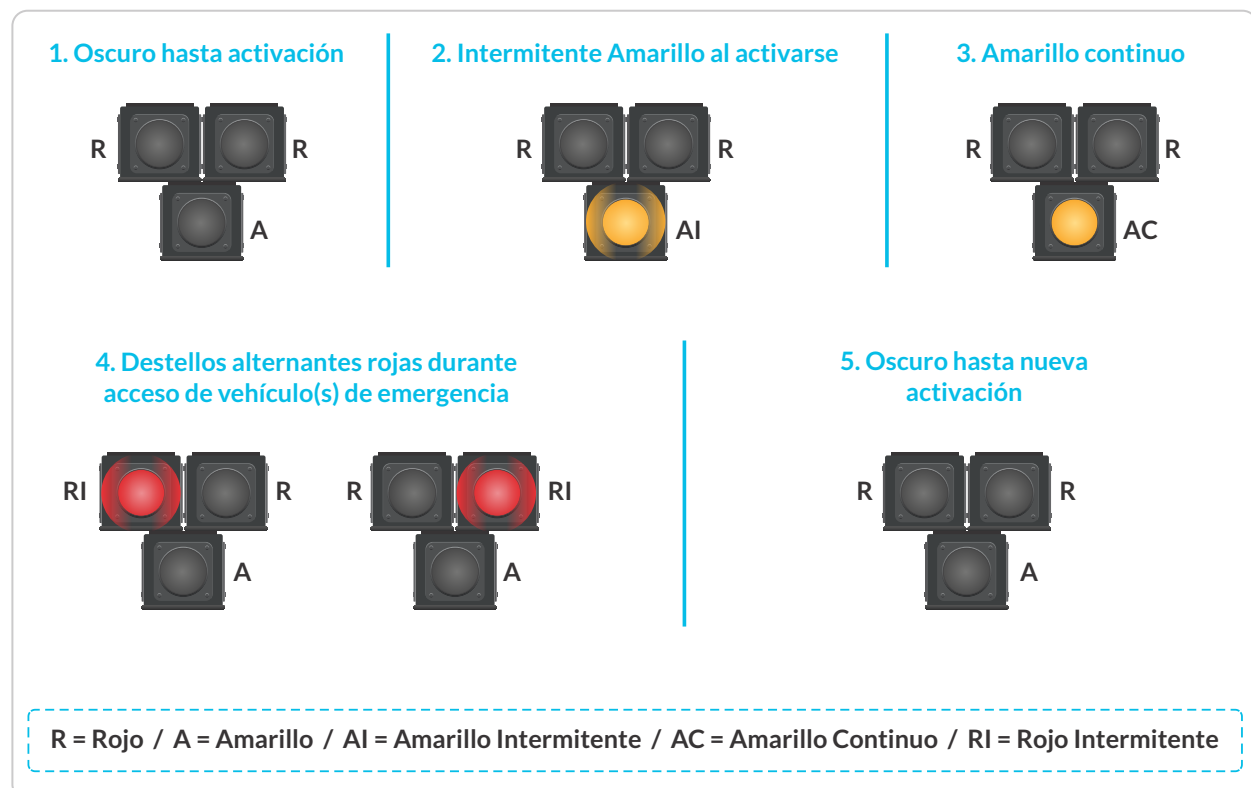 1. Oscuro hasta activación
2. Intermitente Amarillo al activarse
3. Amarillo continuo
R R
A
R R
AI
R R
AC
4. Destellos alternantes rojas durante
acceso de vehículo(s) de emergencia
5. Oscuro hasta nueva
activación
RI R
A
R RI
A
R R
A
R = Rojo / A = Amarillo / AI = Amarillo Intermitente / AC = Amarillo Continuo / RI = Rojo Intermitente